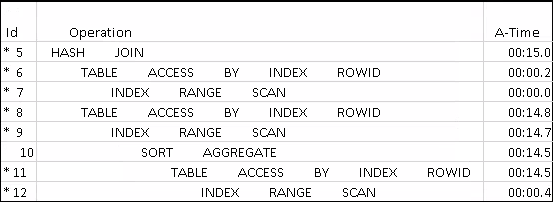 Id Operation A-Time
* 5 HASH JOIN 00:15.0
* 6 TABLE ACCESS BY INDEX ROWID 00:00.2
* 7 INDEX RANGE SCAN 00:00.0
* 8 TABLE ACCESS BY INDEX ROWID 00:14.8
* 9 INDEX RANGE SCAN 00:14.7
10 SORT AGGREGATE 00:14.5
* 11 TABLE ACCESS BY INDEX ROWID 00:14.5
* 12 INDEX RANGE SCAN 00:00.4